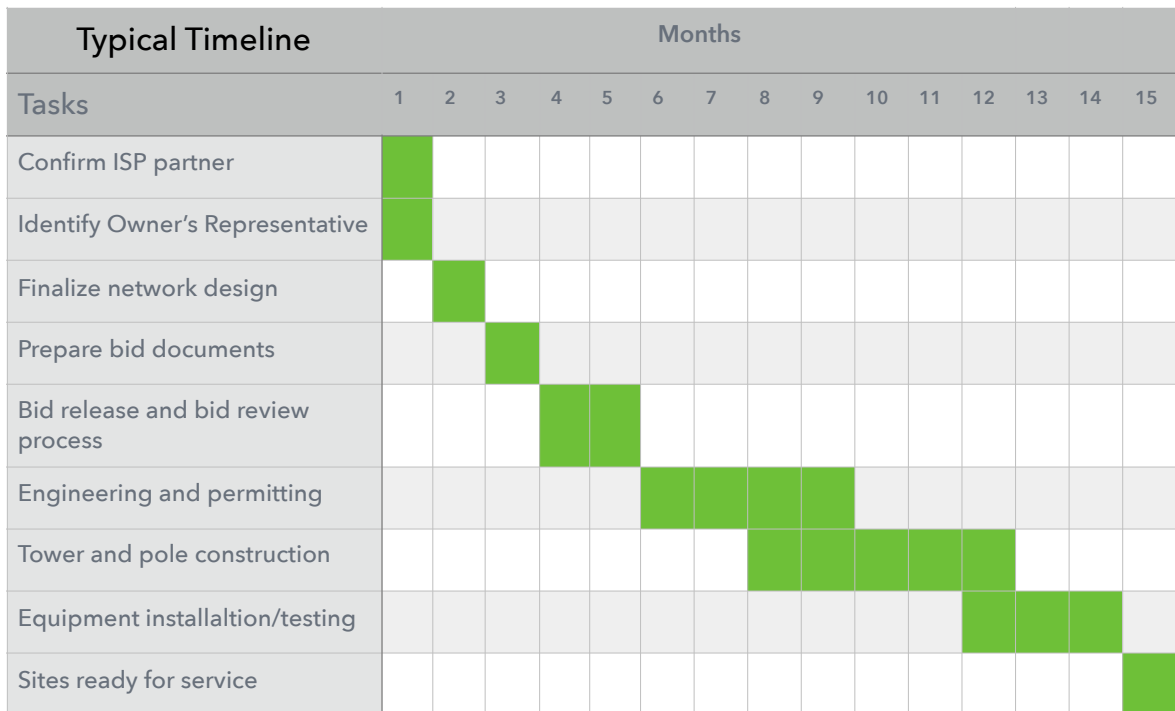 Typical Timeline Months
Tasks 1 2 3 4 5 6 7 8 9 10 11 12 13 14 15
Confirm ISP partner
Identify Owner’s Representative
Finalize network design
Prepare bid documents
Bid release and bid review
process
Engineering and permitting
Tower and pole construction
Equipment installaltion/testing
Sites ready for service